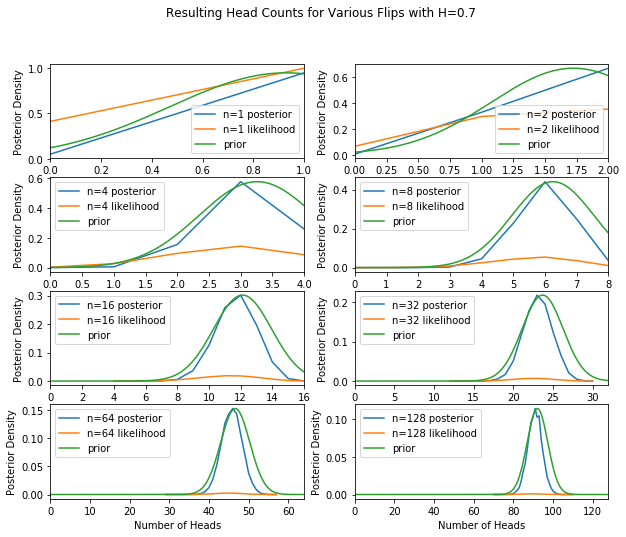 Resulting Head Counts for Various Flips with H=0.7
Posterior Density
1.0
0.5
0.0
n=1 posterior
n=1 likelihood
prior
0.0 0.2 0.4 0.6 0.8 1.0
Posterior Density
0.6
0.4
0.2
0.0
n=2 posterior
n=2 likelihood
prior
0.00 0.25 0.50 0.75 1.00 1.25 1.50 1.75 2.00
Posterior Density
0.6
0.4
0.2
0.0
n=4 posterior
n=4 likelihood
prior
0.0 0.5 1.0 1.5 2.0 2.5 3.0 3.5 4.0
Posterior Density
0.4
0.2
0.0
n=8 posterior
n=8 likelihood
prior
0 1 2 3 4 5 6 7 8
Posterior Density
0.3
0.2
0.1
0.0
n=16 posterior
n=16 likelihood
prior
0 2 4 6 8 10 12 14 16
Posterior Density
0.2
0.1
0.0
n=32 posterior
n=32 likelihood
prior
0 5 10 15 20 25 30
Posterior Density
0.15
0.10
0.05
0.00
n=64 posterior
n=64 likelihood
prior
0 10 20 30 40 50 60
Number of Heads
Posterior Density
0.10
0.05
0.00
n=128 posterior
n=128 likelihood
prior
0 20 40 60 80 100 120
Number of Heads